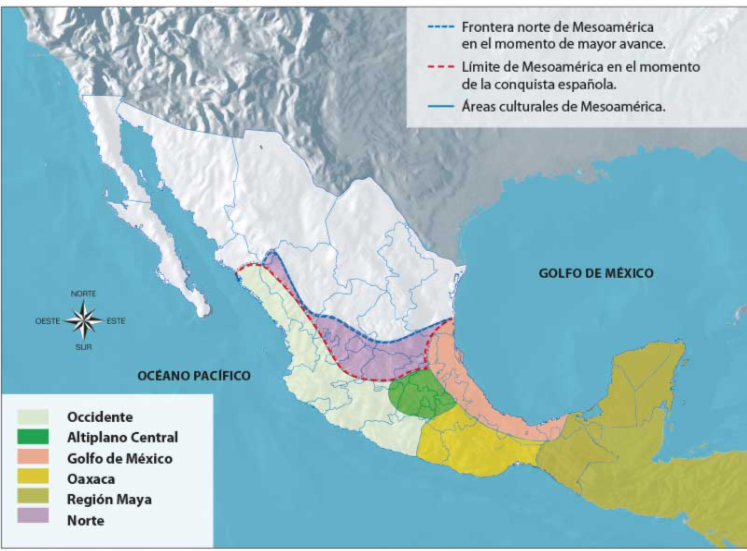 Frontera norte de Mesoamérica
en el momento de mayor avance.
Límite de Mesoamérica en el momento
de la conquista española.
Áreas culturales de Mesoamérica.
GOLFO DE MÉXICO
NORTE
OESTE
ESTE
SUR
OCÉANO PACÍFICO
Occidente
Altiplano Central
Golfo de México
Oaxaca
Región Maya
Norte